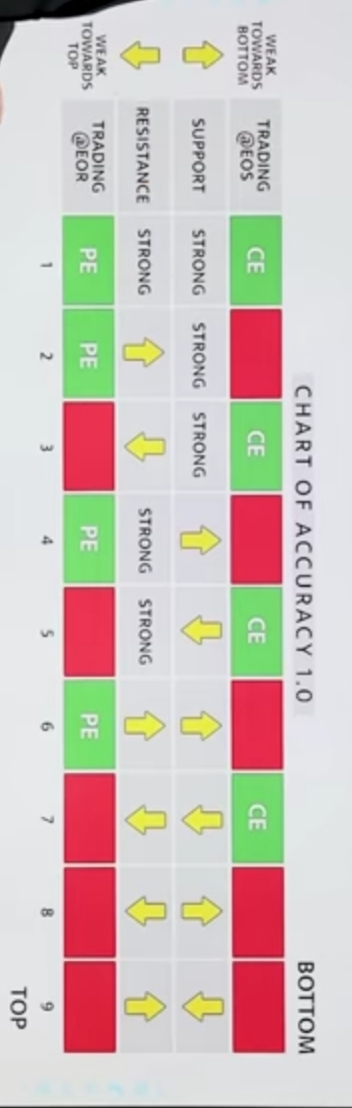 CHART OF ACCURACY 1.0
BOTTOM
WEAK
TOWARDS
BOTTOM
WEAK
TOWARDS
TOP
TRADING
@EOS
CE CE CE CE
SUPPORT STRONG STRONG STRONG
RESISTANCE STRONG STRONG STRONG
TRADING
@EOR
PE PE PE PE
1 2 3 4 5 6 7 8 9
TOP